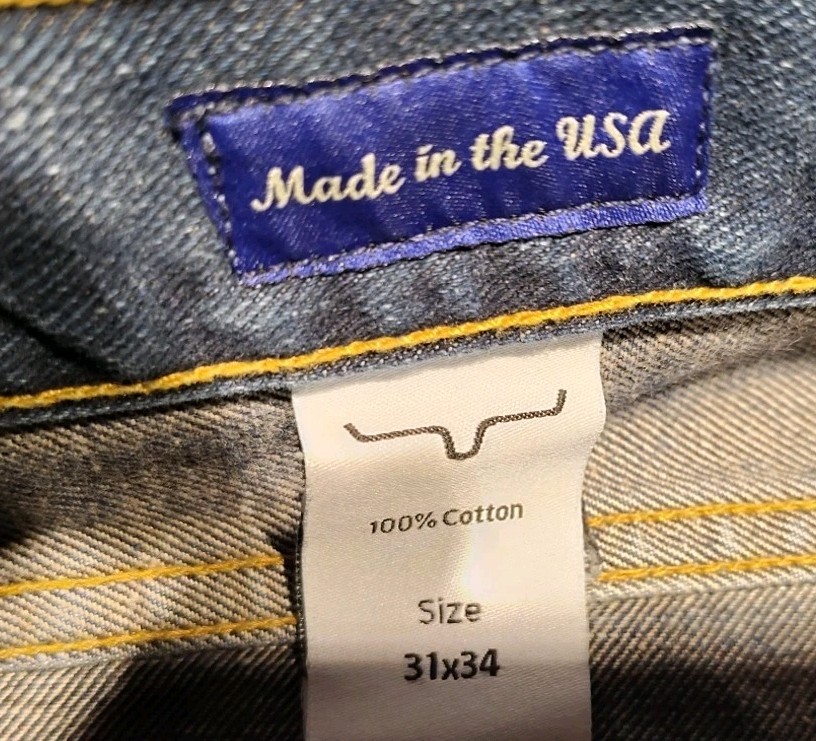 Made in the USA
100% Cotton
Size
31x34